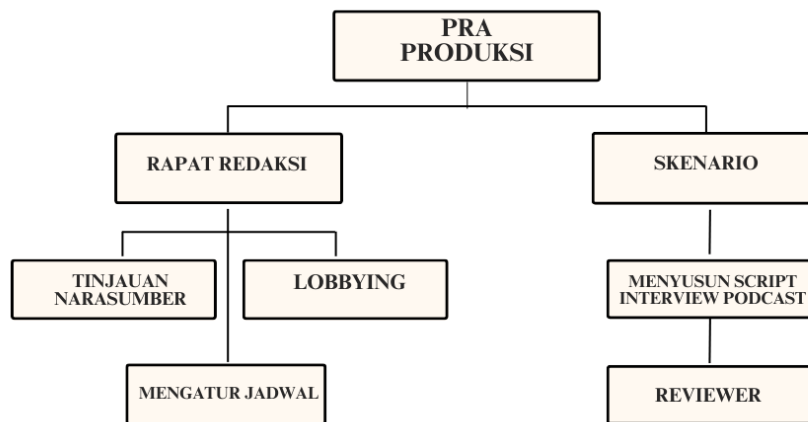 PRA
PRODUKSI
RAPAT REDAKSI
SKENARIO
TINJAUAN
NARASUMBER
LOBBYING
MENYUSUN SCRIPT
INTERVIEW PODCAST
MENGATUR JADWAL
REVIEWER